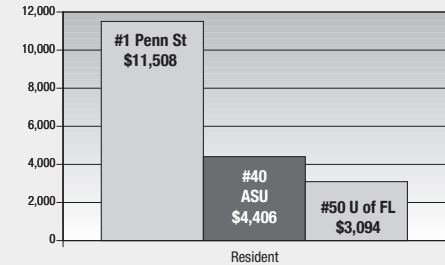 12,000
10,000
8,000
6,000
4,000
2,000
0
#1 Penn St
$11,508
#40
ASU
$4,406
#50 U of FL
$3,094
Resident